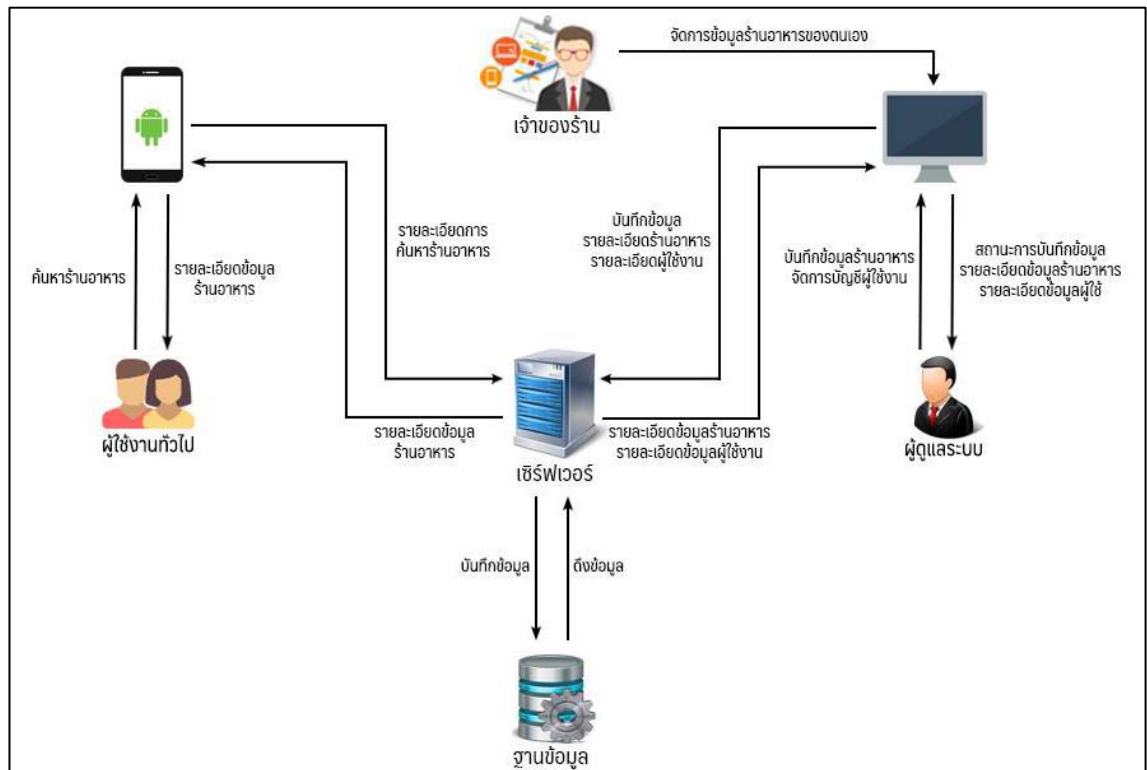 จัดการข้อมูลร้านอาหารของตนเอง
เจ้าของร้าน
รายละเอียดการ
ค้นหาร้านอาหาร
บันทึกข้อมูล
รายละเอียดร้านอาหาร
รายละเอียดผู้ใช้งาน
ค้นหาร้านอาหาร
รายละเอียดข้อมูล
ร้านอาหาร
บันทึกข้อมูลร้านอาหาร
จัดการบัญชีผู้ใช้งาน
สถานะการบันทึกข้อมูล
รายละเอียดข้อมูลร้านอาหาร
รายละเอียดข้อมูลผู้ใช้
ผู้ใช้งานทั่วไป
รายละเอียดข้อมูล
ร้านอาหาร
เซิร์ฟเวอร์
รายละเอียดข้อมูลร้านอาหาร
รายละเอียดข้อมูลผู้ใช้งาน
ผู้ดูแลระบบ
บันทึกข้อมูล
ดึงข้อมูล
ฐานข้อมูล